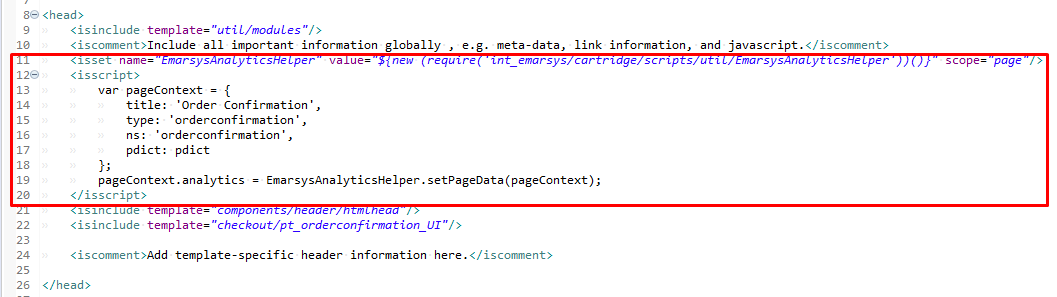 7
8 <head>
9 <isinclude template="util/modules"/>
10 <iscomment>Include all important information globally , e.g. meta-data, link information, and javascript.</iscomment>
11 <isset name="EmarsysAnalyticsHelper" value="${new (require('int_emarsys/cartridge/scripts/util/EmarsysAnalyticsHelper'))()}" scope="page"/>
12 <isscript>
13 var pageContext = {
14 title: 'Order Confirmation',
15 type: 'orderconfirmation',
16 ns: 'orderconfirmation',
17 pdict: pdict
18 };
19 pageContext.analytics = EmarsysAnalyticsHelper.setPageData(pageContext);
20 </isscript>
21 <isinclude template="components/header/htmlhead"/>
22 <isinclude template="checkout/pt_orderconfirmation_UI"/>
23
24 <iscomment>Add template-specific header information here.</iscomment>
25
26 </head>